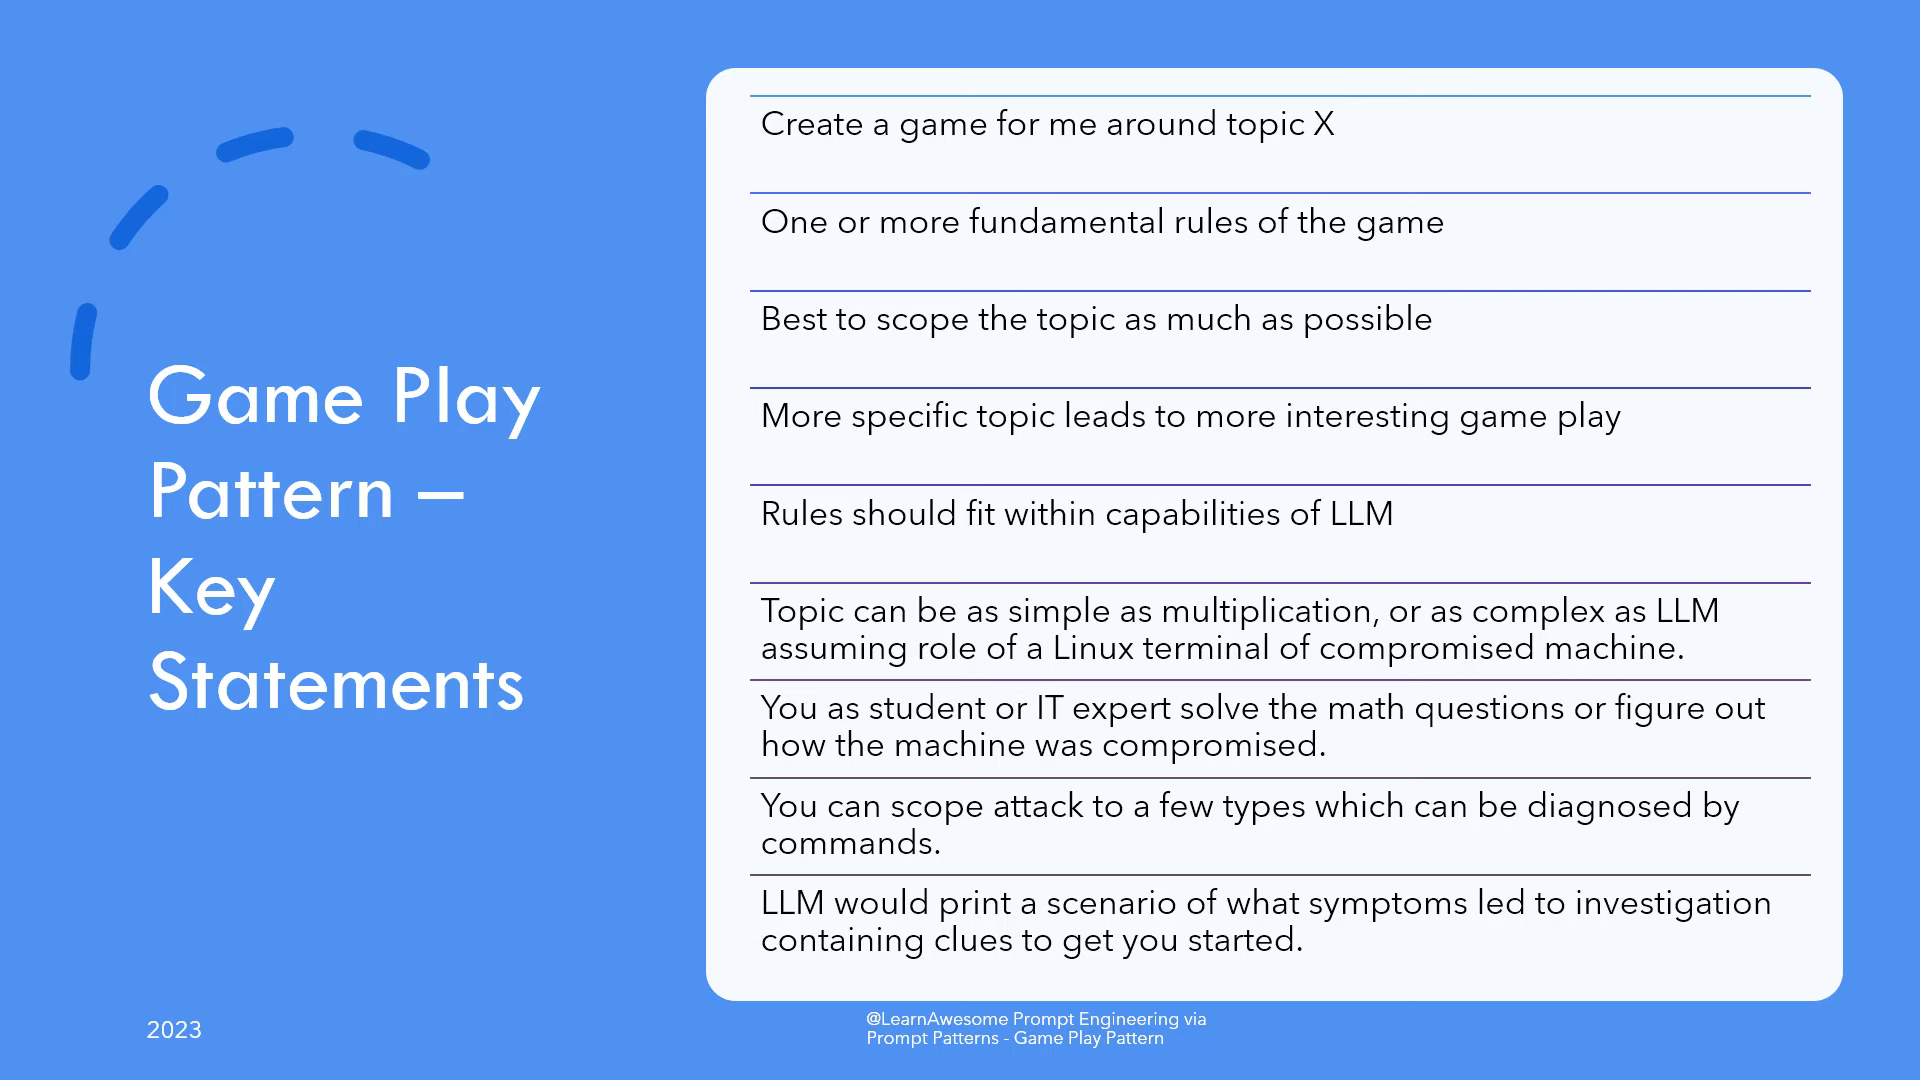 Game Play
Pattern –
Key
Statements
Create a game for me around topic X
One or more fundamental rules of the game
Best to scope the topic as much as possible
More specific topic leads to more interesting game play
Rules should fit within capabilities of LLM
Topic can be as simple as multiplication, or as complex as LLM
assuming role of a Linux terminal of compromised machine.
You as student or IT expert solve the math questions or figure out
how the machine was compromised.
You can scope attack to a few types which can be diagnosed by
commands.
LLM would print a scenario of what symptoms led to investigation
containing clues to get you started.
2023
@LearnAwesome Prompt Engineering via
Prompt Patterns - Game Play Pattern